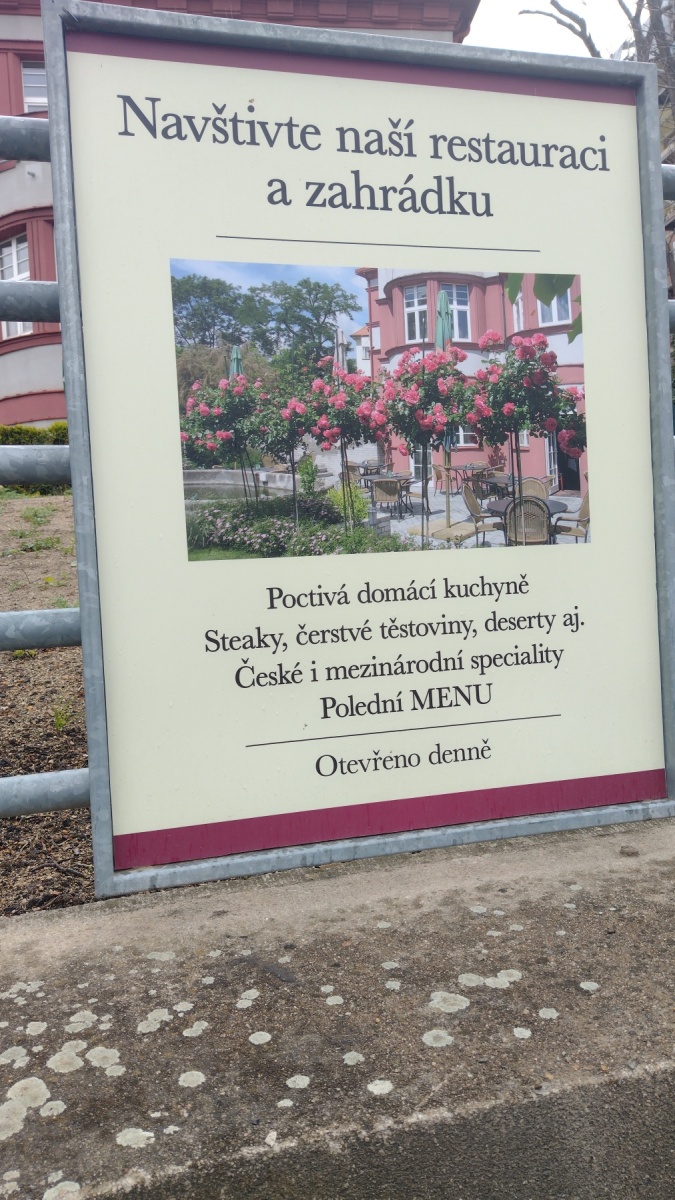 Navštivte naší restauraci
a zahrádku
Poctivá domácí kuchyně
Steaky, čerstvé těstoviny, deserty aj.
České i mezinárodní speciality
Polední MENU
Otevřeno denně